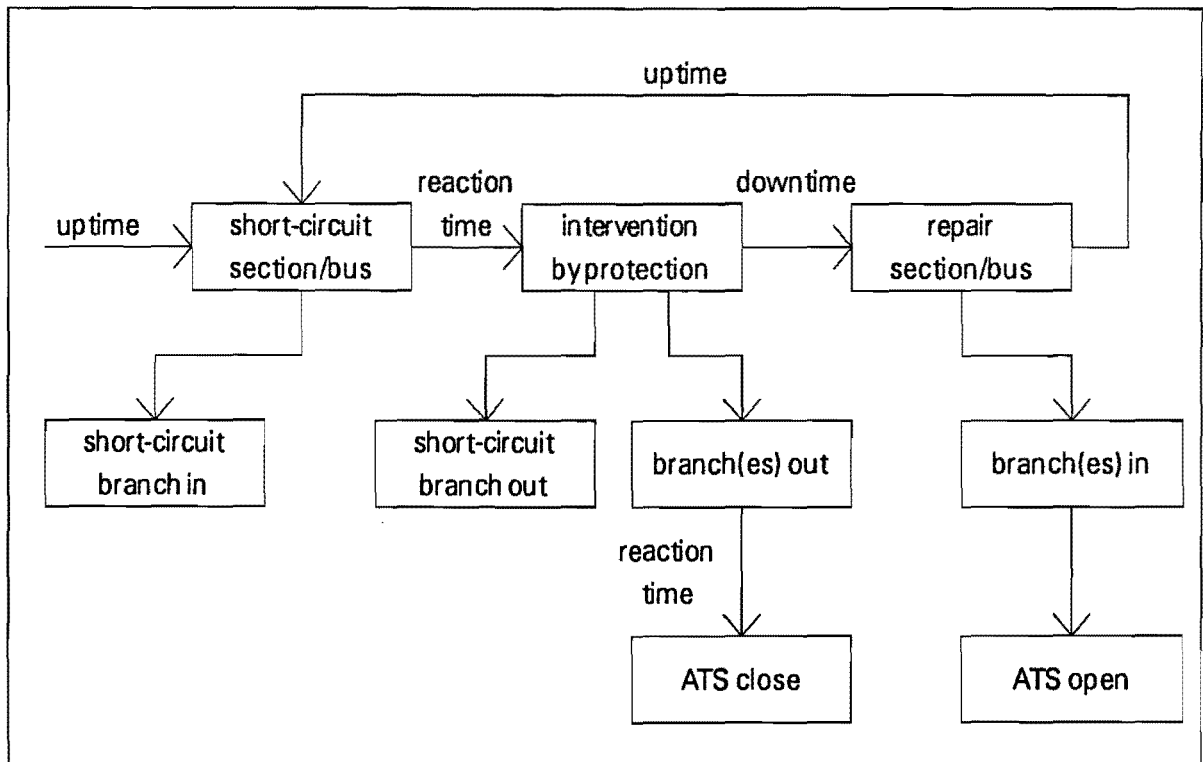 uptime
reaction
time
downtime
uptime
short-circuit
section/bus
intervention
by protection
repair
section/bus
short-circuit
branch in
short-circuit
branch out
branch(es) out
branch(es) in
reaction
time
ATS close
ATS open